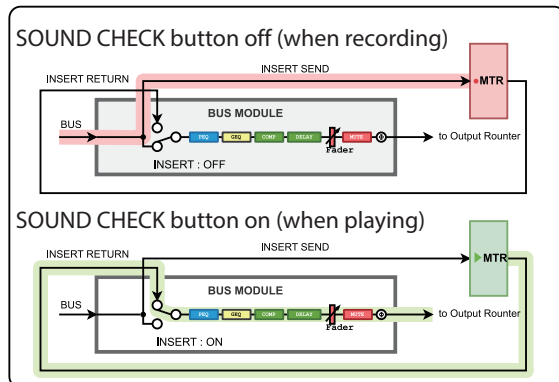 SOUND CHECK button off (when recording)
INSERT RETURN
INSERT SEND
•MTR
BUS MODULE
BUS
PEQ GEQ COMP DELAY MUTE Φ
Fader
to Output Rounter
INSERT : OFF
SOUND CHECK button on (when playing)
INSERT RETURN
INSERT SEND
MTR
BUS MODULE
BUS
PEQ GEQ COMP DELAY MUTE Φ
Fader
to Output Rounter
INSERT : ON